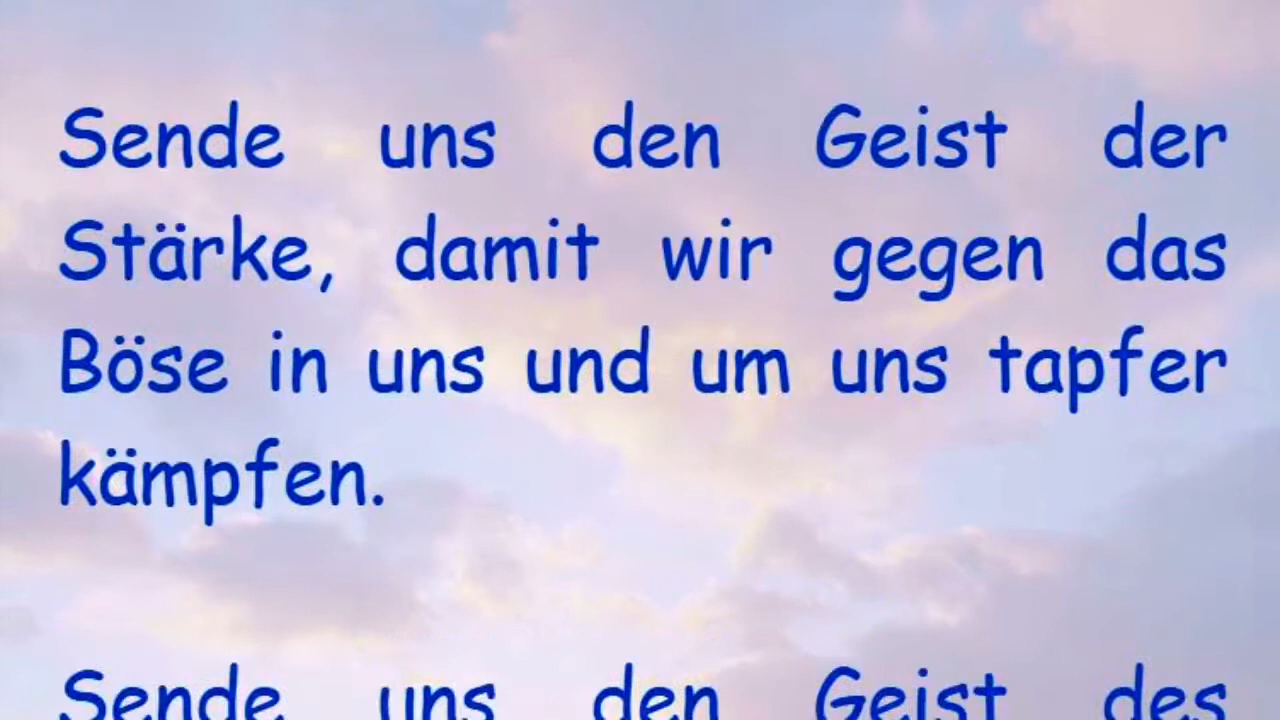 Sende uns den Geist der
Stärke, damit wir gegen das
Böse in uns und um uns tapfer
kämpfen.
Sende uns den Geist des